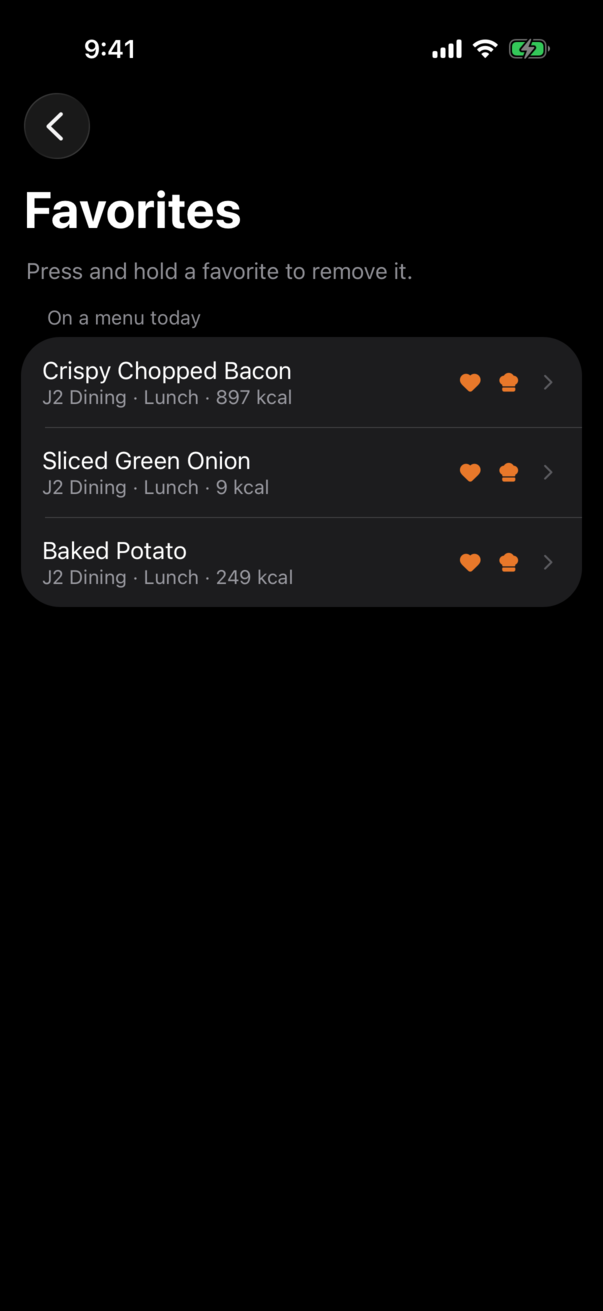 9:41
Favorites
Press and hold a favorite to remove it.
On a menu today
Crispy Chopped Bacon
J2 Dining · Lunch · 897 kcal
Sliced Green Onion
J2 Dining · Lunch · 9 kcal
Baked Potato
J2 Dining · Lunch · 249 kcal